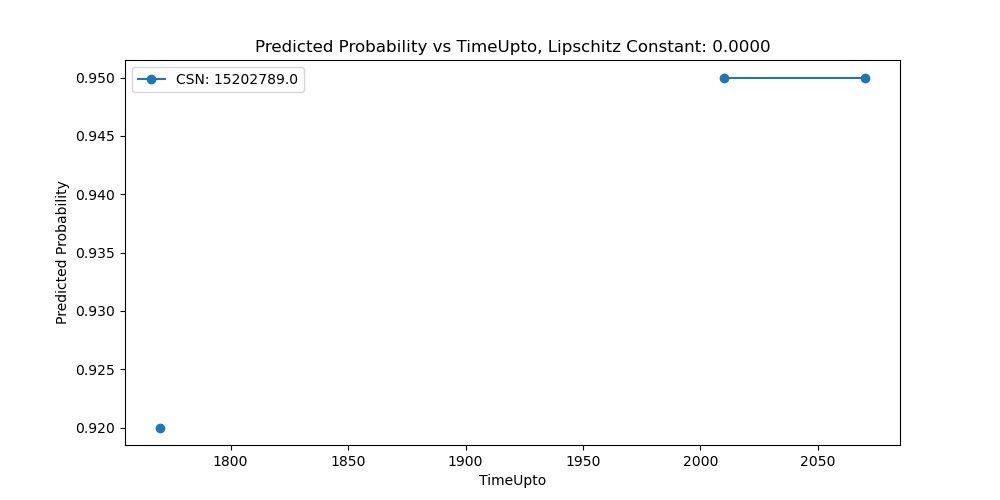 Predicted Probability vs TimeUpto, Lipschitz Constant: 0.0000
CSN: 15202789.0
Predicted Probability
0.950
0.945
0.940
0.935
0.930
0.925
0.920
1800 1850 1900 1950 2000 2050
TimeUpto